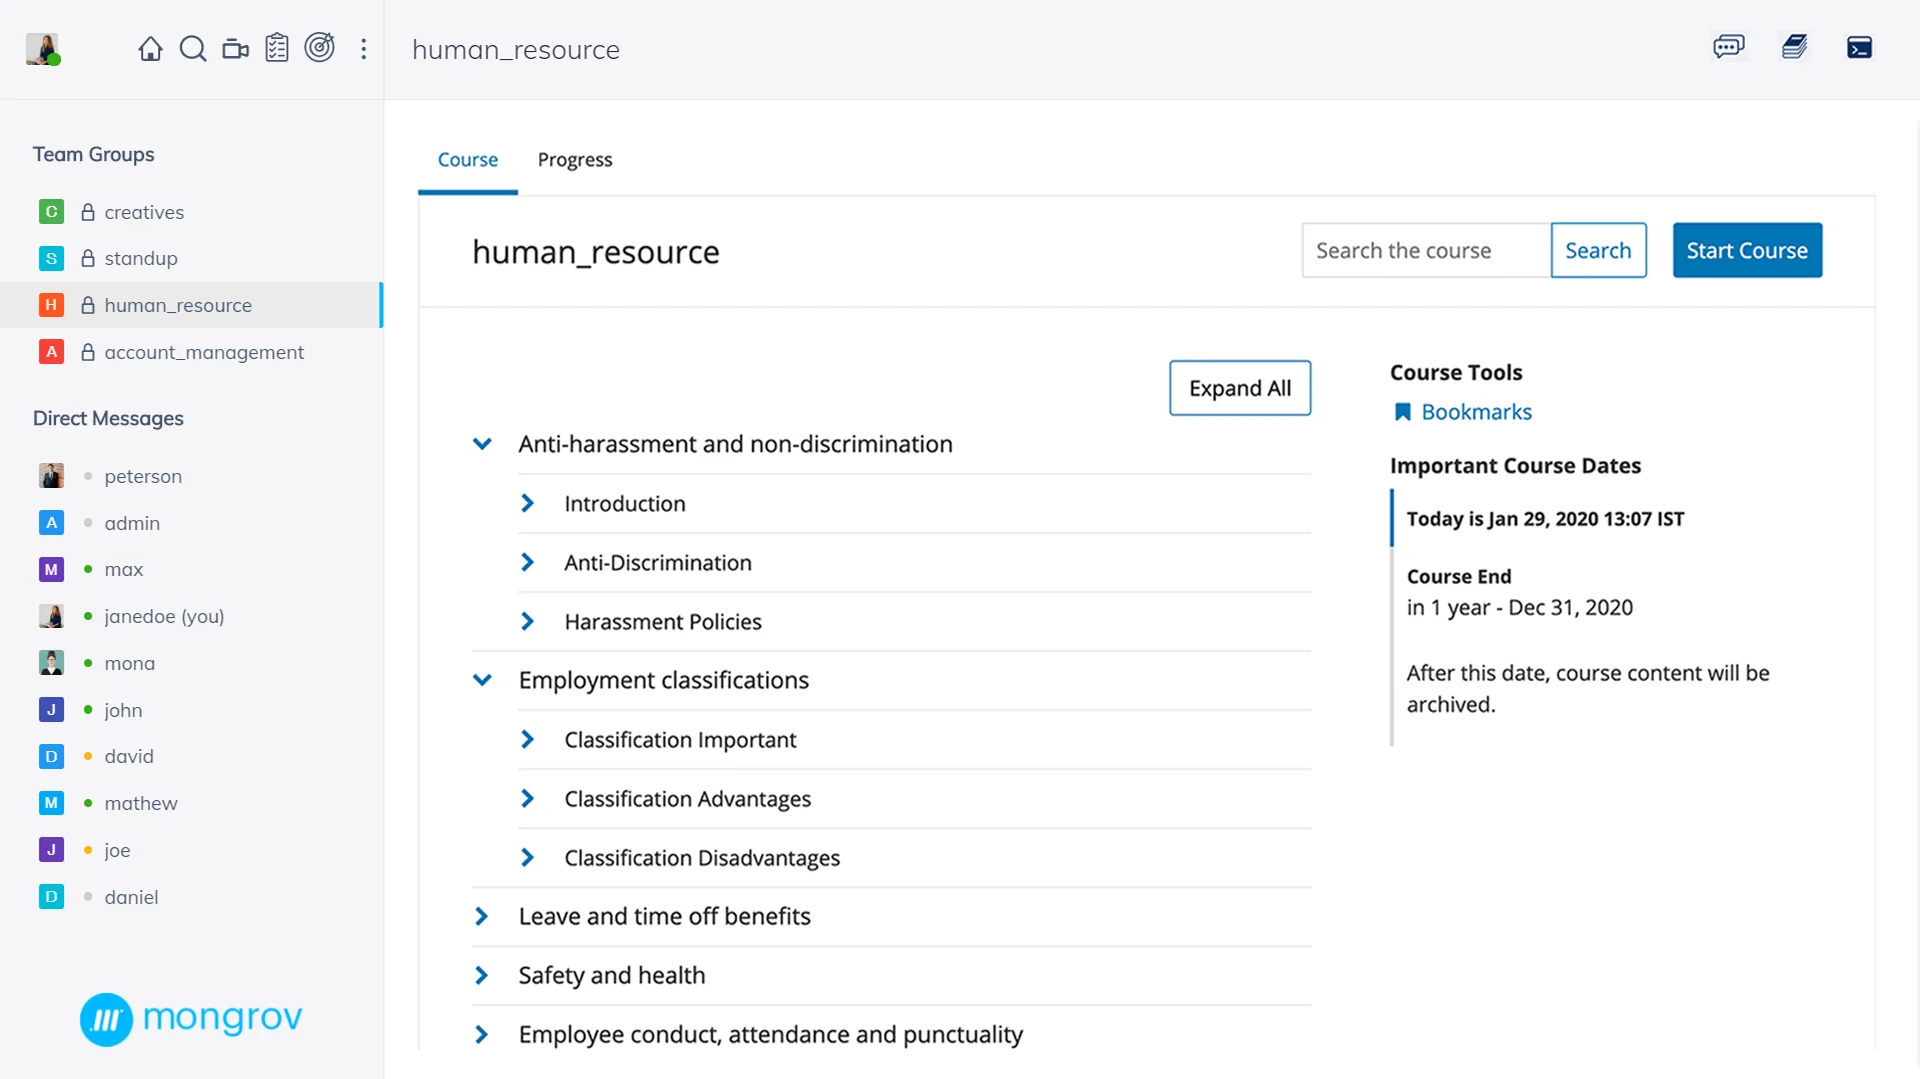 human_resource
Team Groups
C creatives
S standup
H human_resource
A account_management
Direct Messages
peterson
A admin
M max
janedoe (you)
mona
J john
D david
M mathew
J joe
D daniel
mongrov
Course Progress
human_resource
Search the course Search Start Course
Expand All
Anti-harassment and non-discrimination
Introduction
Anti-Discrimination
Harassment Policies
Employment classifications
Classification Important
Classification Advantages
Classification Disadvantages
Leave and time off benefits
Safety and health
Employee conduct, attendance and punctuality
Course Tools
Bookmarks
Important Course Dates
Today is Jan 29, 2020 13:07 IST
Course End
in 1 year - Dec 31, 2020
After this date, course content will be
archived.